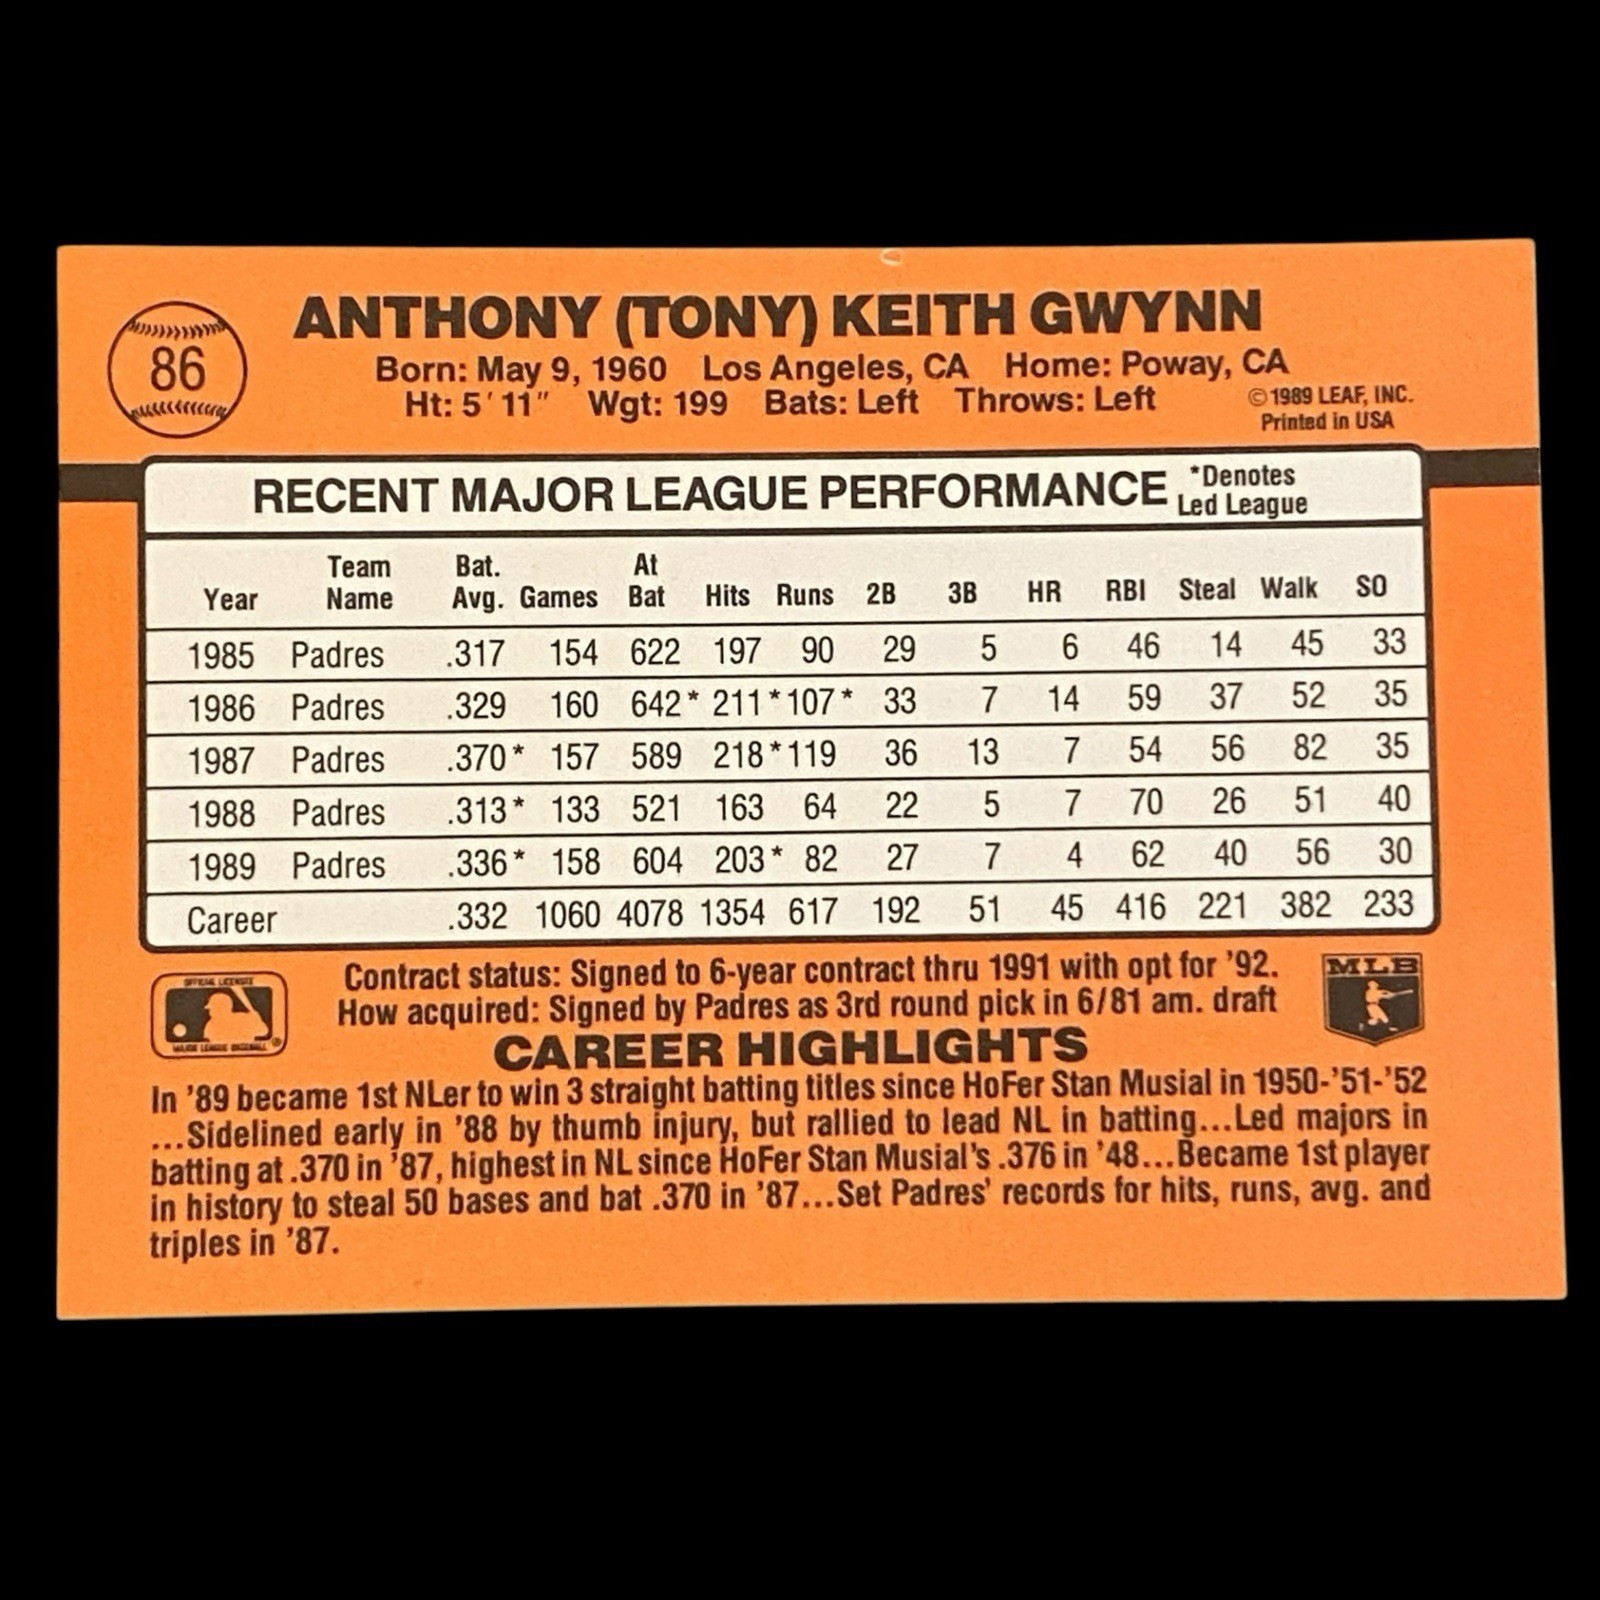 86
ANTHONY (TONY) KEITH GWYNN
Born: May 9, 1960 Los Angeles, CA Home: Poway, CA
Ht: 5' 11" Wgt: 199 Bats: Left Throws: Left
©1989 LEAF, INC.
Printed in USA
RECENT MAJOR LEAGUE PERFORMANCE
*Denotes
Led League
Year Team Name Bat. Avg. Games At Bat Hits Runs 2B 3B HR RBI Steal Walk SO
1985 Padres .317 154 622 197 90 29 5 6 46 14 45 33
1986 Padres .329 160 642* 211* 107* 33 7 14 59 37 52 35
1987 Padres .370* 157 589 218* 119 36 13 7 54 56 82 35
1988 Padres .313* 133 521 163 64 22 5 7 70 26 51 40
1989 Padres .336* 158 604 203* 82 27 7 4 62 40 56 30
Career .332 1060 4078 1354 617 192 51 45 416 221 382 233
Contract status: Signed to 6-year contract thru 1991 with opt for '92.
How acquired: Signed by Padres as 3rd round pick in 6/81 am. draft
OFFICIAL LICENSEE
MAJOR LEAGUE BASEBALL
®
MLB
CAREER HIGHLIGHTS
In '89 became 1st NLer to win 3 straight batting titles since HoFer Stan Musial in 1950-'51-'52
...Sidelined early in '88 by thumb injury, but rallied to lead NL in batting...Led majors in
batting at .370 in '87, highest in NL since HoFer Stan Musial's .376 in '48...Became 1st player
in history to steal 50 bases and bat .370 in '87...Set Padres' records for hits, runs, avg. and
triples in '87.